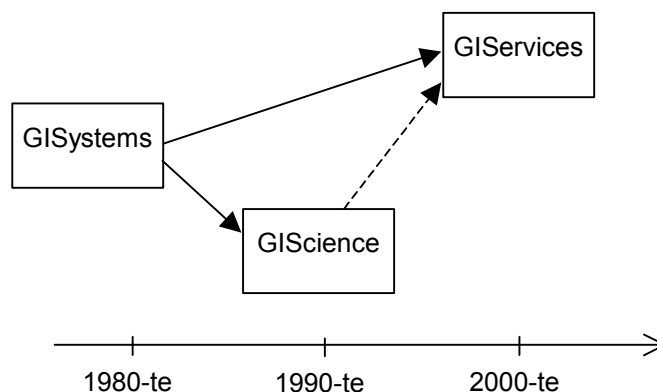 GIServices
GISystems
GIScience
1980-te
1990-te
2000-te